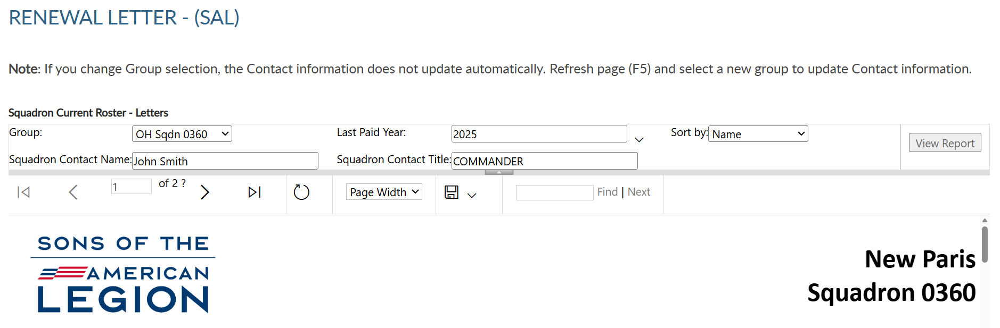 RENEWAL LETTER - (SAL)
Note: If you change Group selection, the Contact information does not update automatically. Refresh page (F5) and select a new group to update Contact information.
Squadron Current Roster - Letters
Group: OH Sqdn 0360 Last Paid Year: 2025 Sort by: Name View Report
Squadron Contact Name: John Smith Squadron Contact Title: COMMANDER
1 of 2 ? Page Width Find | Next
SONS OF THE
AMERICAN
LEGION
New Paris
Squadron 0360